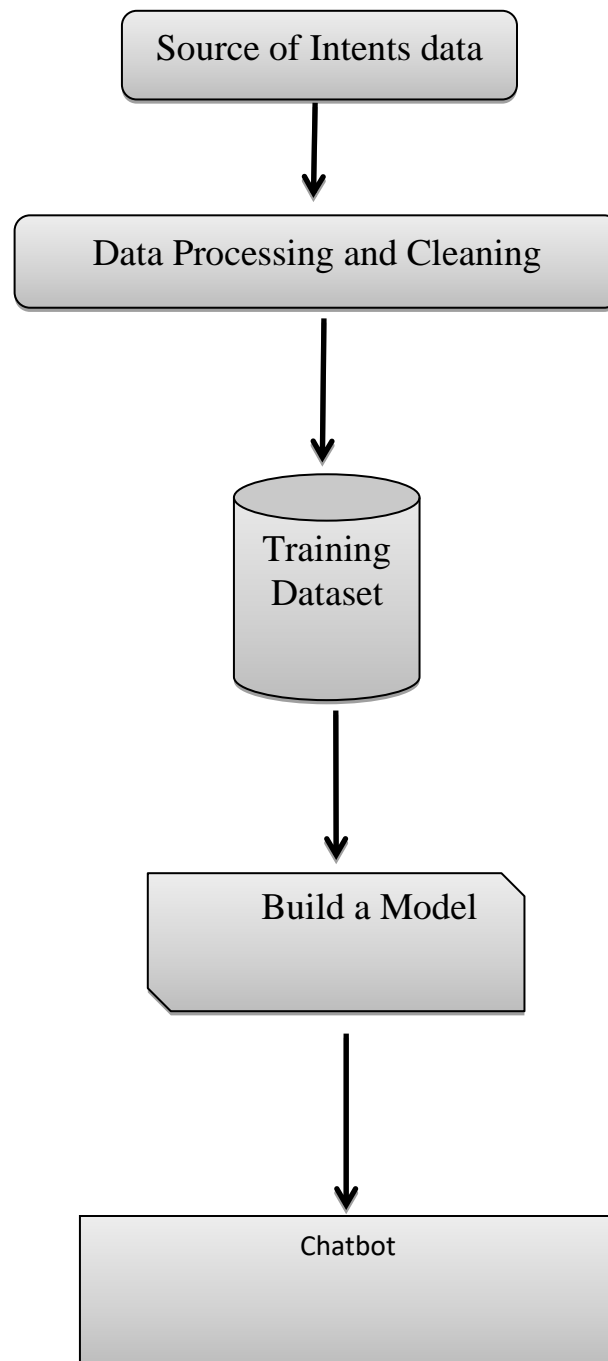 Source of Intents data
Data Processing and Cleaning
Training
Dataset
Build a Model
Chatbot